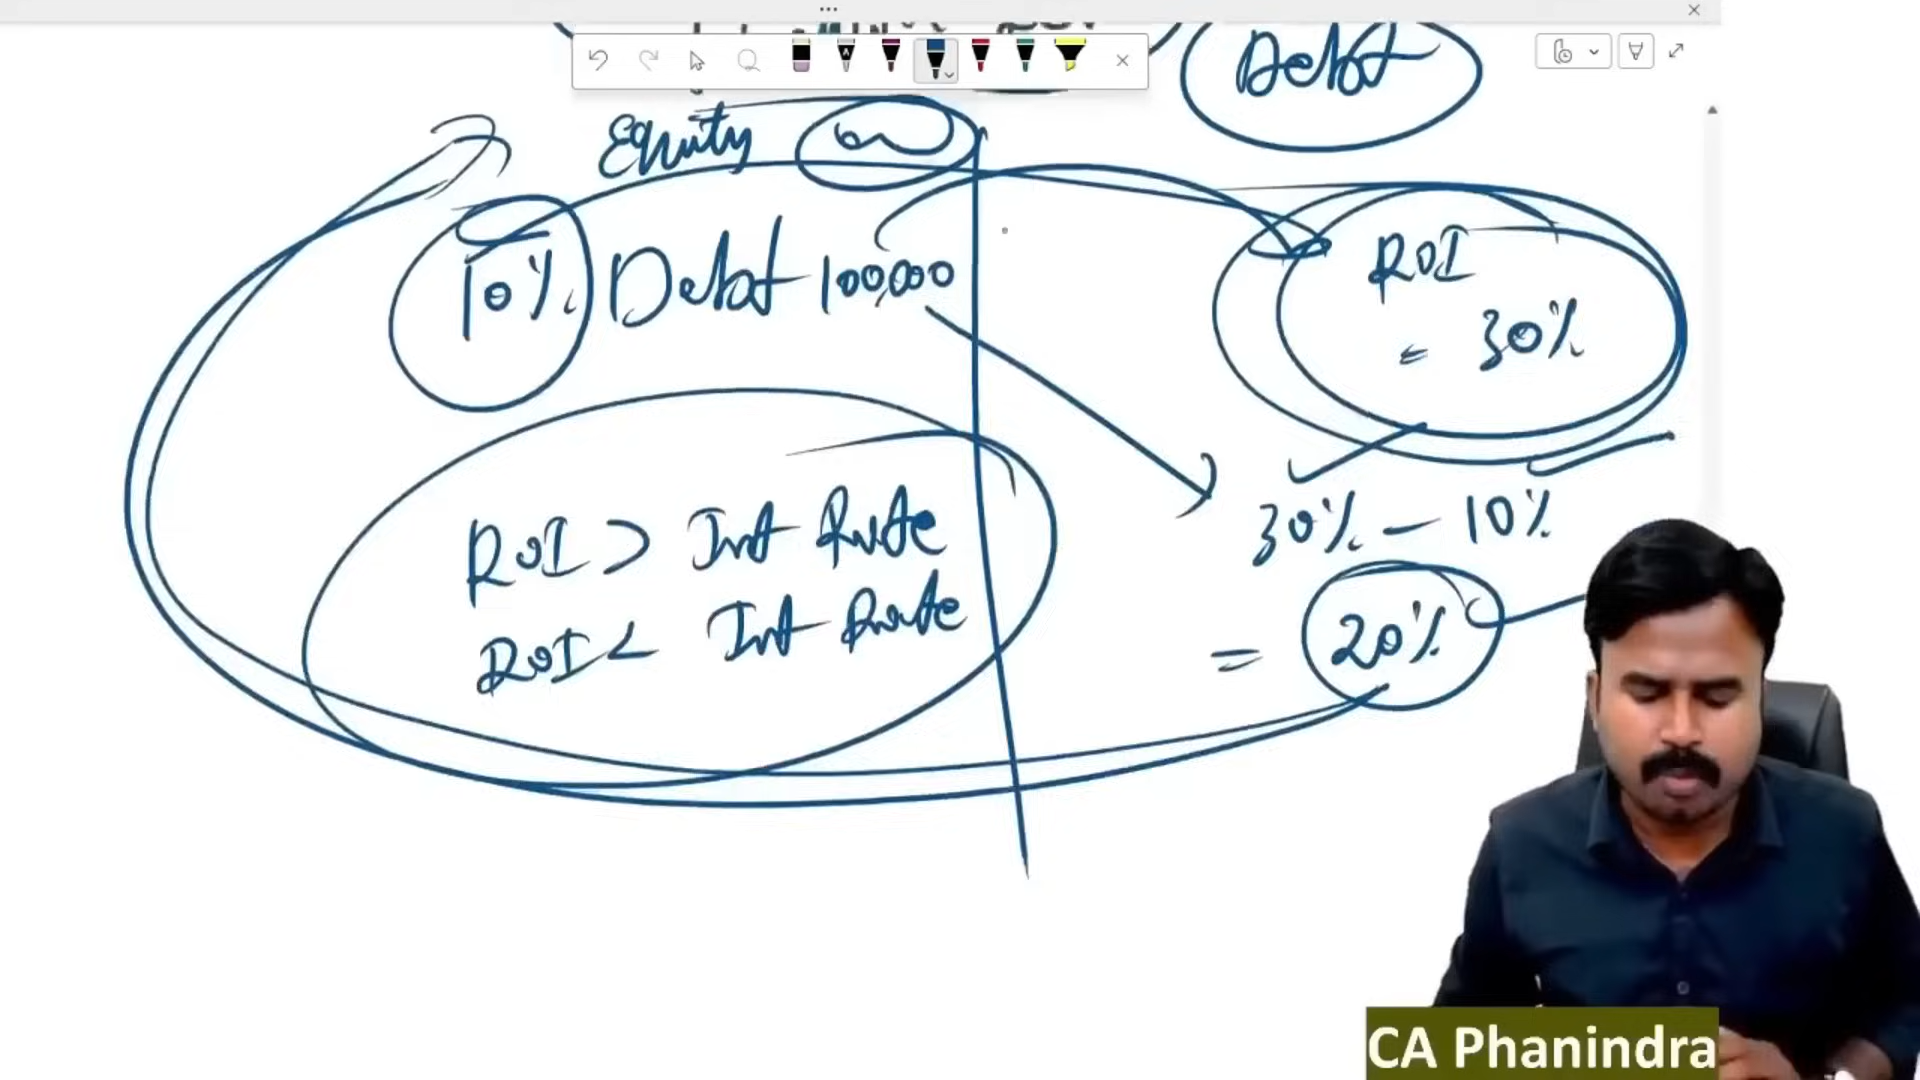 Debt
Equity
10% Debt 100,000
ROI
= 30%
ROI > Int Rate
30% - 10%
ROI < Int Rate
= 20%
CA Phanindra